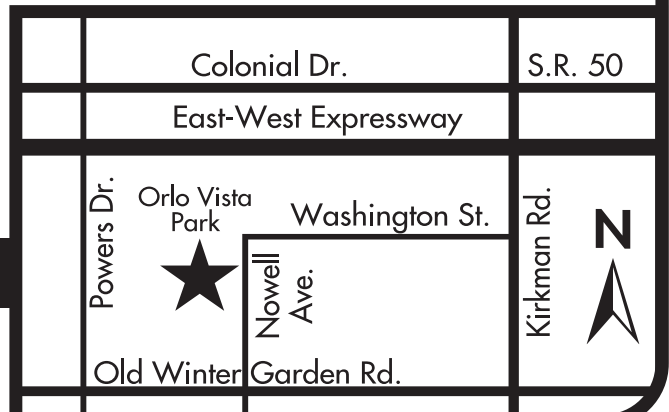 Colonial Dr.
S.R. 50
East-West Expressway
Powers Dr.
Orlo Vista
Park
Washington St.
Kirkman Rd.
N
Nowell
Ave.
Old Winter Garden Rd.